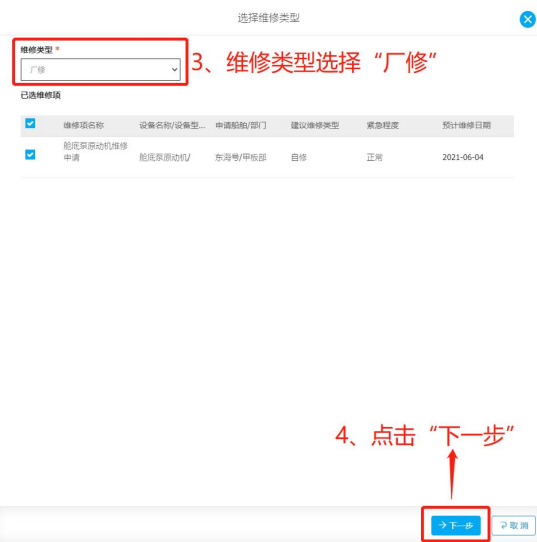 选择维修类型
维修类型 *
3、维修类型选择“厂修”
厂修
已选维修项
维修项名称 设备名称/设备型... 申请船舶/部门 建议维修类型 紧急程度 预计维修日期
舱底泵原动机维修
申请 舱底泵原动机/ 东海号/甲板部 自修 正常 2021-06-04
4、点击“下一步”
下一步 取消